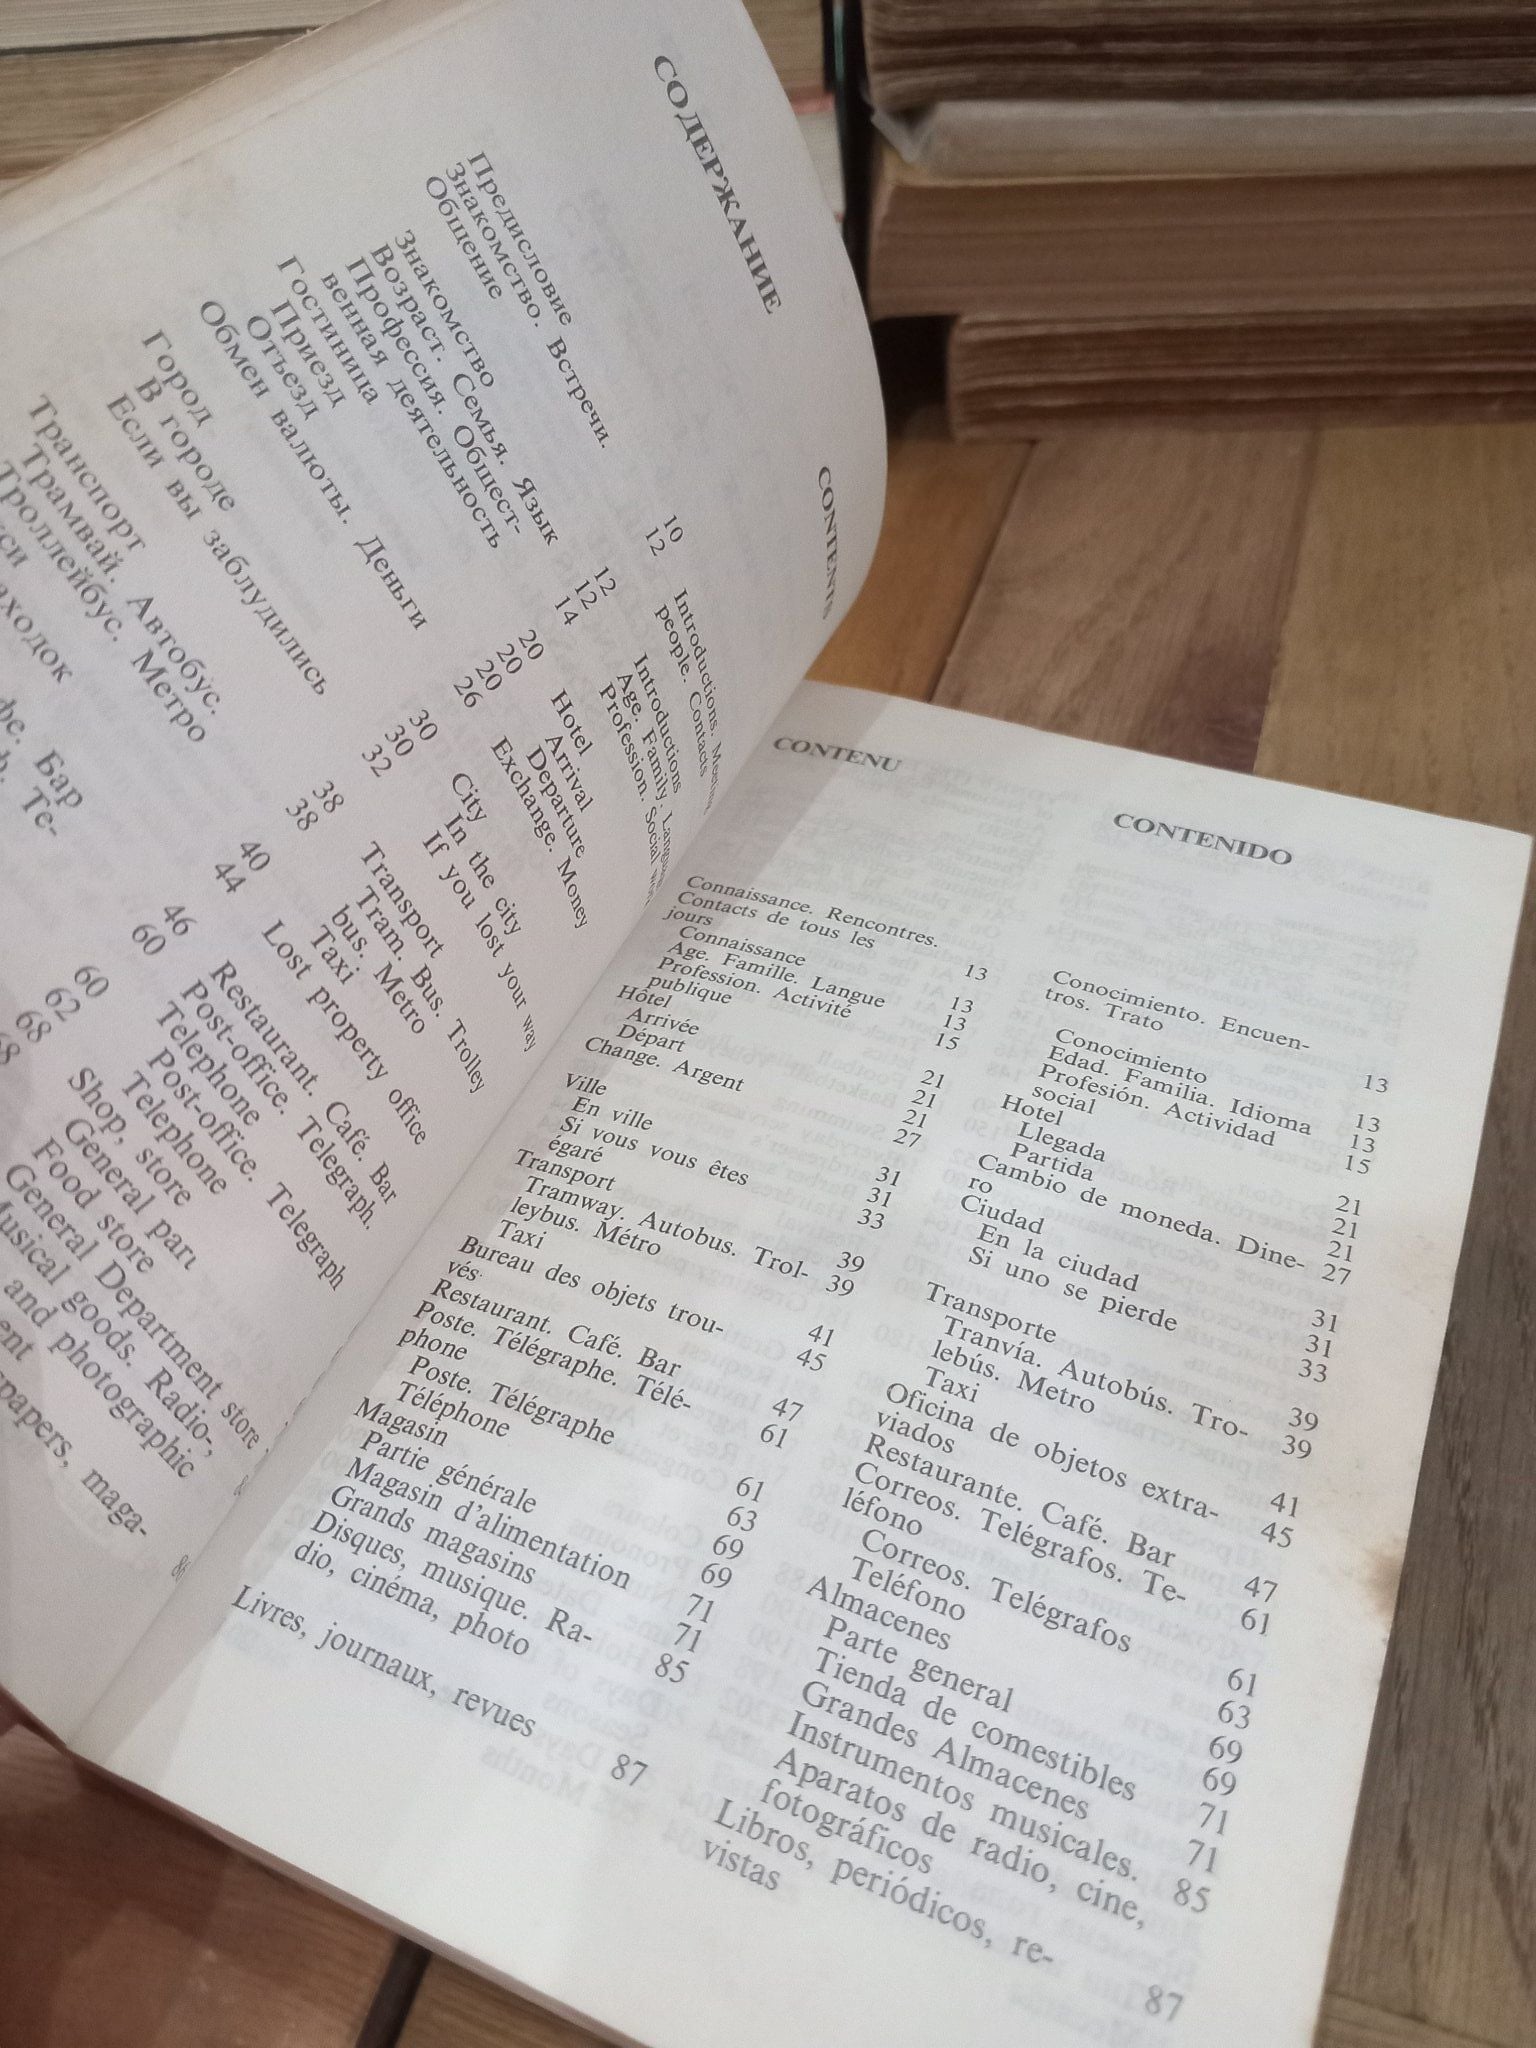 СОДЕРЖАНИЕ
Предисловие
Знакомство. Встречи.
Общение
Знакомство
Возраст. Семья. Язык
Профессия. Общест-
венная деятельность
Гостиница
Приезд
Отъезд
Обмен валюты. Деньги
Город
В городе
Если вы заблудились
Транспорт
Трамвай. Автобус.
Троллейбус. Метро
10
12
12
12
14
20
20
20
26
30
30
32
38
38
40
44
46
60
60
62
68
CONTENTS
Introductions.
people. Contacts
Introductions
Age. Family.
Profession. Social
Hotel
Arrival
Departure
Exchange. Money
City
In the city
If you lost your way
Transport
Tram. Bus. Trolley
bus. Metro
Taxi
Lost property office
Restaurant. Café. Bar
Post-office. Telegraph.
Telephone
Post-office. Telegraph
Telephone
Shop, store
General
Food store
General Department store
Musical goods. Radio-,
and photographic
CONTENU
Connaissance. Rencontres.
Contacts de tous les
jours 13
Connaissance 13
Age. Famille. Langue 13
Profession. Activité
publique 15
Hôtel 21
Arrivée 21
Départ 21
Change. Argent 27
Ville 31
En ville 31
Si vous vous êtes
égaré 33
Transport 39
Tramway. Autobus. Trol-
leybus. Métro 39
Taxi 41
Bureau des objets trou-
vés 45
Restaurant. Café. Bar 47
Poste. Télégraphe. Télé-
phone 61
Poste. Télégraphe 61
Téléphone 63
Magasin 69
Partie générale 69
Magasin d'alimentation 71
Grands magasins 71
Disques, musique. Ra-
dio, cinéma, photo 85
Livres, journaux, revues 87
CONTENIDO
Conocimiento. Encuen-
tros. Trato 13
Conocimiento 13
Edad. Familia. Idioma 13
Profesión. Actividad
social 15
Hotel 21
Llegada 21
Partida 21
Cambio de moneda. Dine-
ro 27
Ciudad 31
En la ciudad 31
Si uno se pierde 33
Transporte 39
Tranvía. Autobús. Tro-
lebús. Metro 39
Taxi 41
Oficina de objetos extra-
viados 45
Restaurante. Café. Bar 47
Correos. Telégrafos. Te-
léfono 61
Correos. Telégrafos 61
Teléfono 63
Almacenes 69
Parte general 69
Tienda de comestibles 71
Grandes Almacenes 71
Instrumentos musicales.
Aparatos de radio, cine,
fotográficos 85
Libros, periódicos, re-
vistas 87